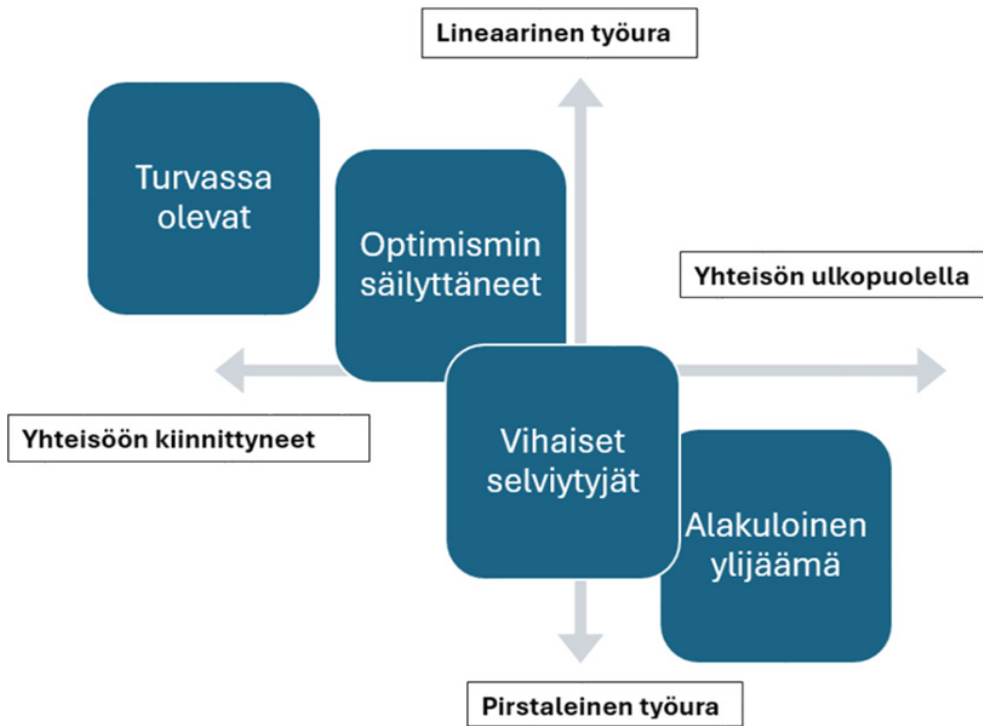 Lineaarinen työura
Turvassa
olevat
Optimismin
säilyttäneet
Yhteisön ulkopuolella
Yhteisöön kiinnittyneet
Vihaiset
selviytyjät
Alakuloinen
ylijäämä
Pirstaleinen työura